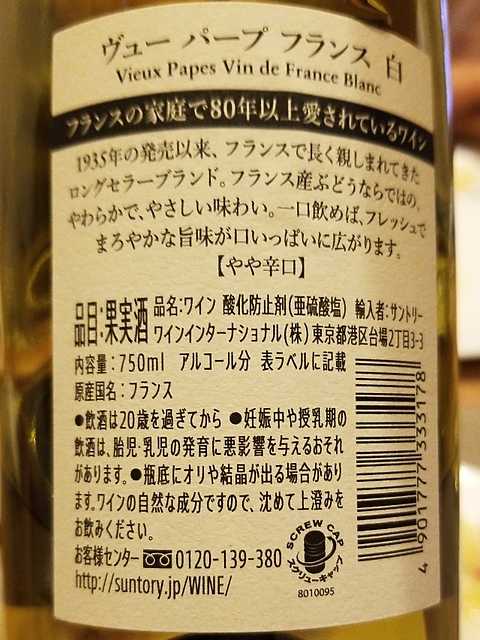 ヴュー パープ フランス 白
Vieux Papes Vin de France Blanc
フランスの家庭で80年以上愛されているワイン
1935年の発売以来、フランスで長く親しまれてきた
ロングセラーブランド。フランス産ぶどうならではの、
やわらかで、やさしい味わい。一口飲めば、フレッシュで
まろやかな旨味が口いっぱいに広がります。
【やや辛口】
品目:果実酒 品名:ワイン 酸化防止剤(亜硫酸塩) 輸入者:サントリー
ワインインターナショナル(株) 東京都港区台場2丁目3-3
内容量:750ml アルコール分 表ラベルに記載
原産国名:フランス
●飲酒は20歳を過ぎてから ●妊娠中や授乳期の
飲酒は、胎児・乳児の発育に悪影響を与えるおそれ
があります。●瓶底にオリや結晶が出る場合があり
ます。ワインの自然な成分ですので、沈めて上澄みを
お飲みください。
お客様センター 0120-139-380
http://suntory.jp/WINE/
SCREW CAP
スクリューキャップ
8010095
4 901777 333178